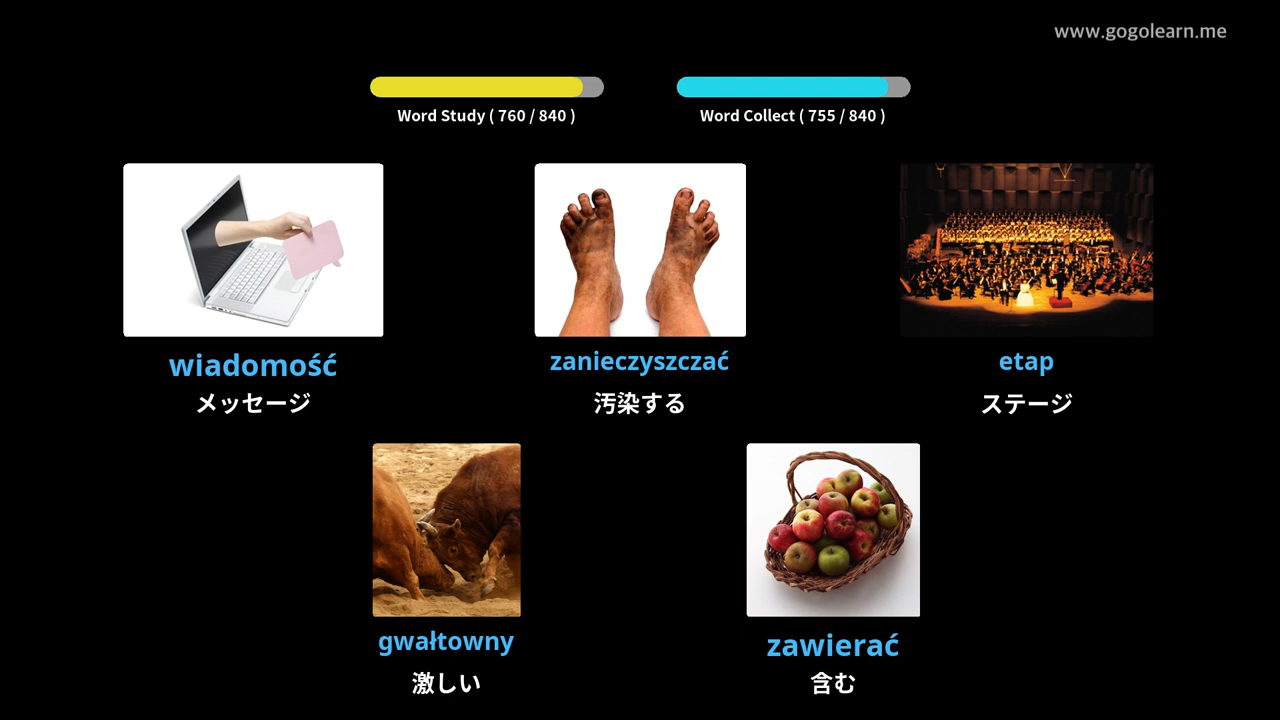 www.gogolearn.me
Word Study ( 760 / 840 )
Word Collect ( 755 / 840 )
wiadomość
メッセージ
zanieczyszczać
汚染する
etap
ステージ
gwałtowny
激しい
zawierać
含む